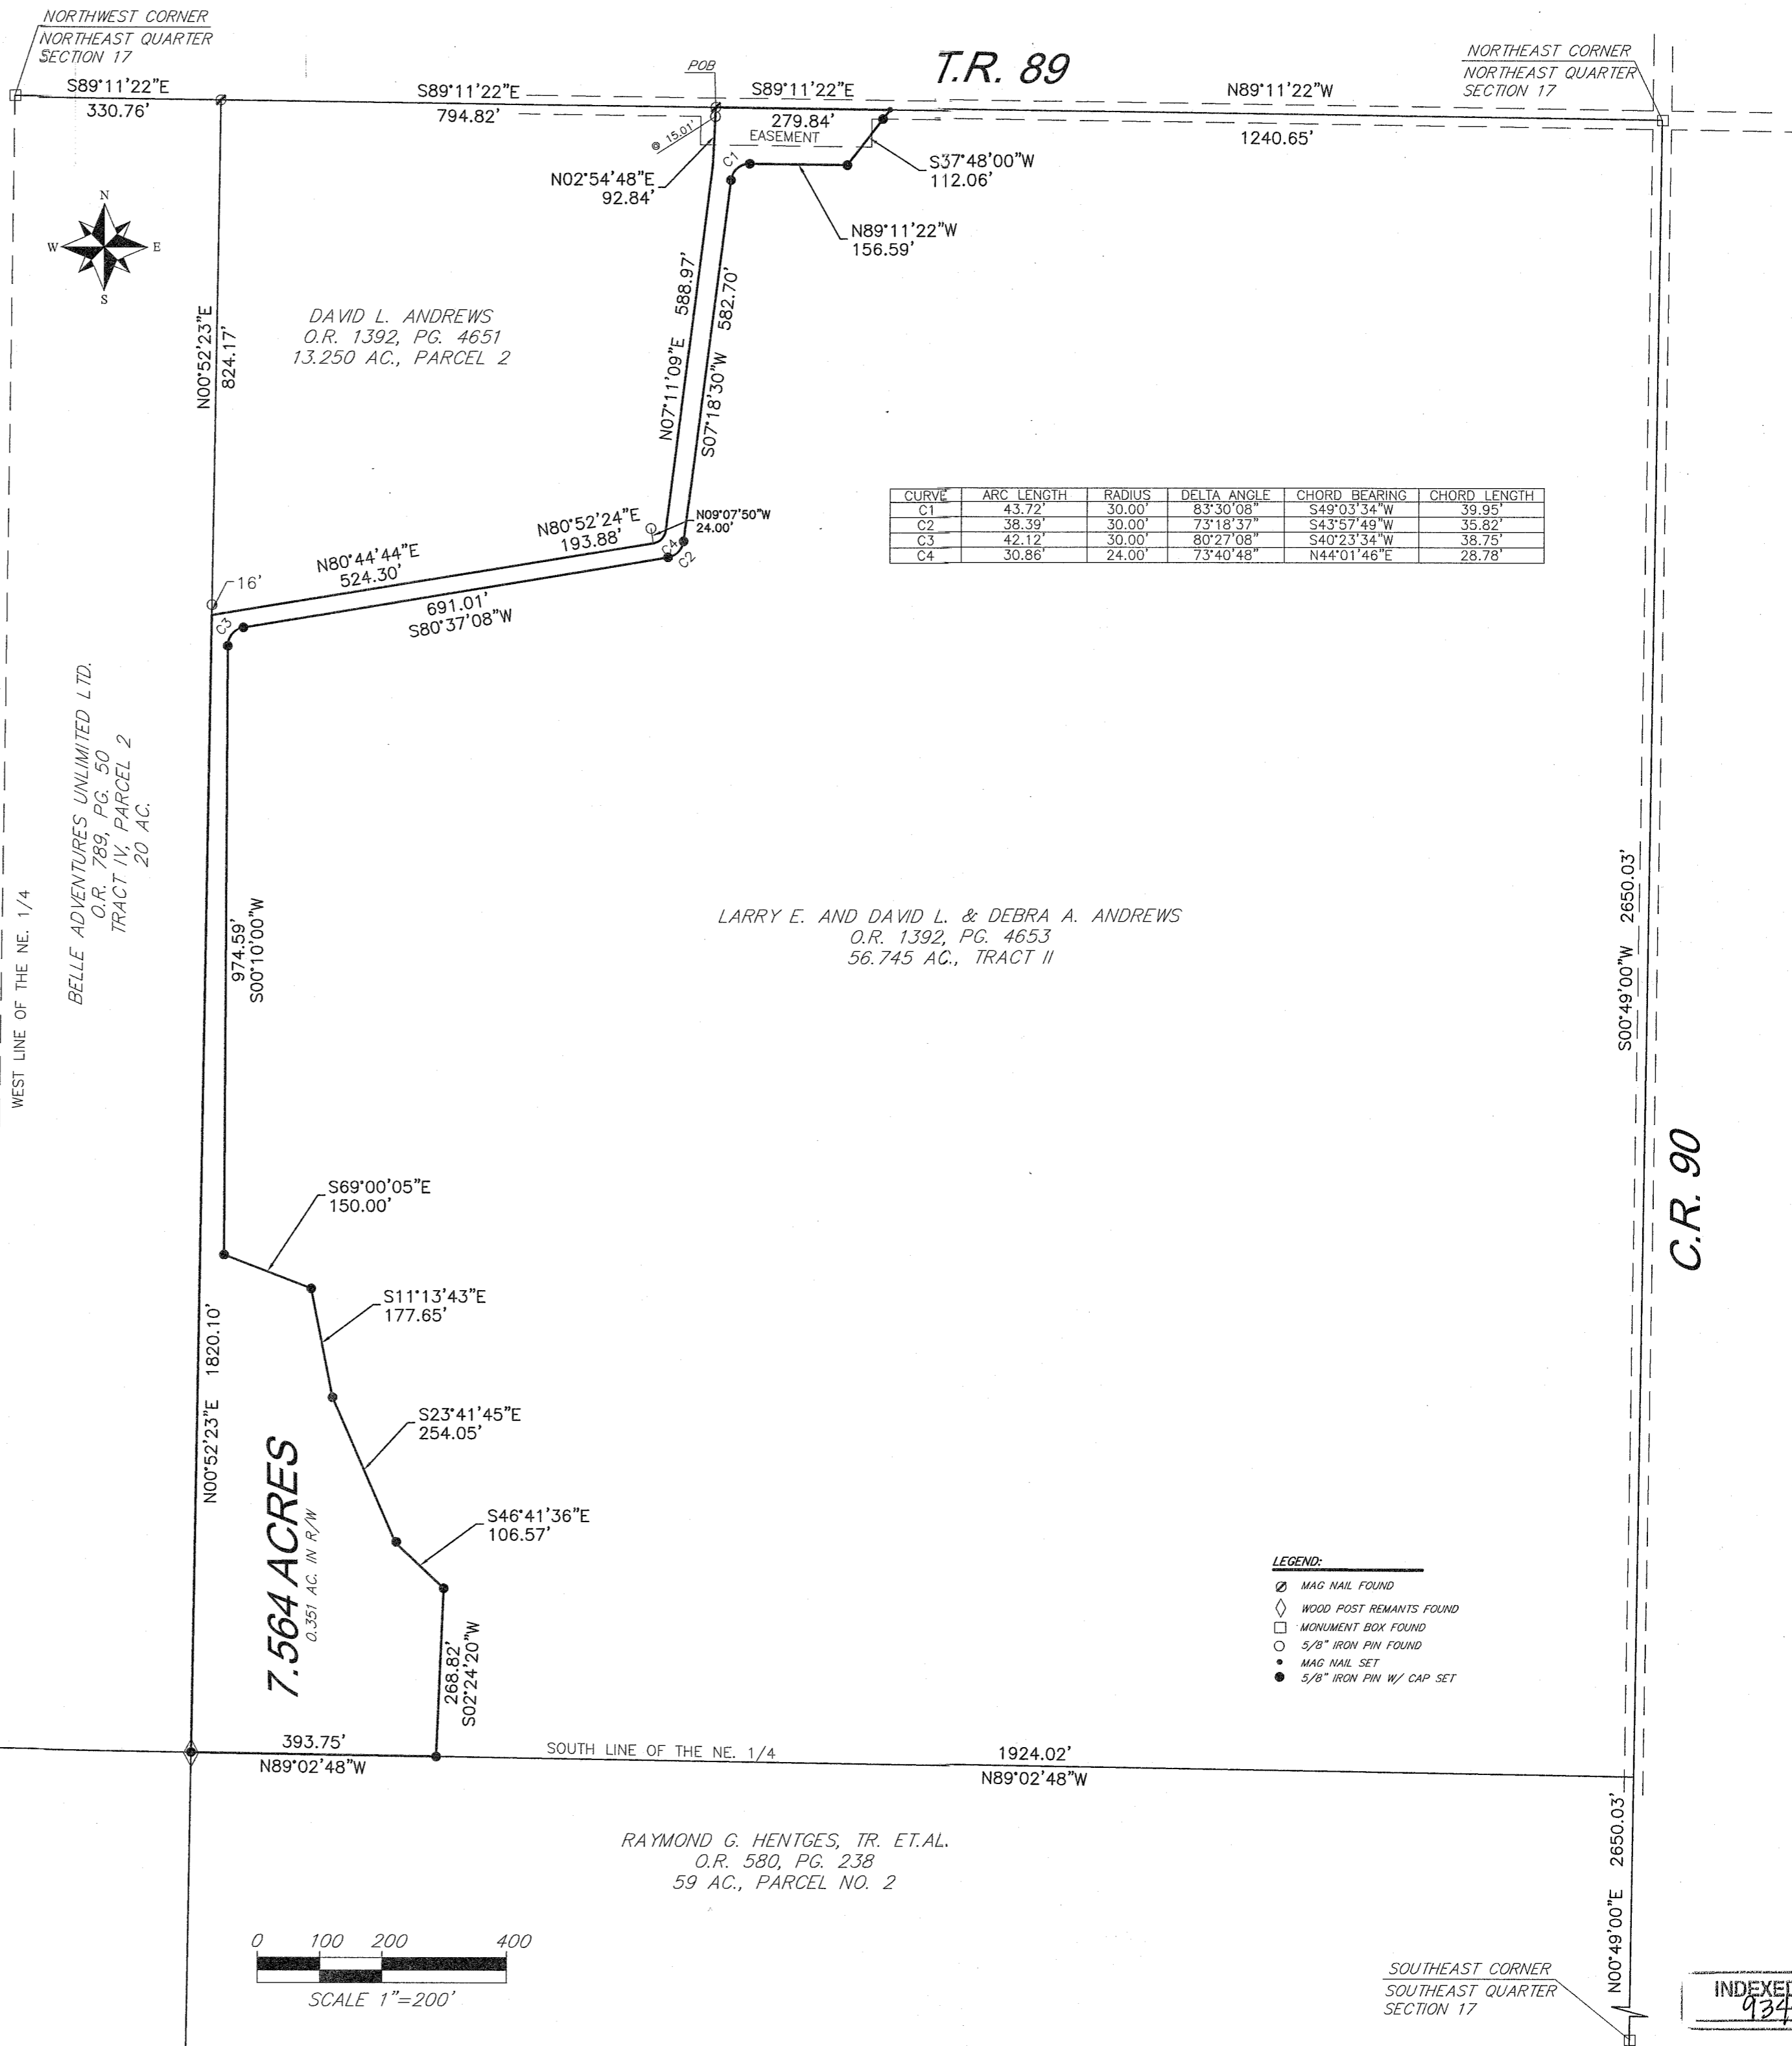 NORTHWEST CORNER
NORTHEAST QUARTER
SECTION 17
T.R. 89
NORTHEAST CORNER
NORTHEAST QUARTER
SECTION 17
POB
S89°11'22"E
330.76'
S89°11'22"E
794.82'
S89°11'22"E
279.84'
EASEMENT
N89°11'22"W
1240.65'
@ 15.01'
C1
N02°54'48"E
92.84'
S37°48'00"W
112.06'
N89°11'22"W
156.59'
N
W
E
S
N00°52'23"E
824.17'
DAVID L. ANDREWS
O.R. 1392, PG. 4651
13.250 AC., PARCEL 2
N07°11'09"E 588.97'
S07°18'30"W 582.70'
CURVE ARC LENGTH RADIUS DELTA ANGLE CHORD BEARING CHORD LENGTH
C1 43.72' 30.00' 83°30'08" S49°03'34"W 39.95'
C2 38.39' 30.00' 73°18'37" S43°57'49"W 35.82'
C3 42.12' 30.00' 80°27'08" S40°23'34"W 38.75'
C4 30.86' 24.00' 73°40'48" N44°01'46"E 28.78'
N80°52'24"E
193.88'
N09°07'50"W
24.00'
C4
C2
N80°44'44"E
524.30'
16'
691.01'
S80°37'08"W
C3
BELLE ADVENTURES UNLIMITED LTD.
O.R. 789, PG. 50
TRACT IV, PARCEL 2
20 AC.
WEST LINE OF THE NE. 1/4
974.59'
S00°10'00"W
LARRY E. AND DAVID L. & DEBRA A. ANDREWS
O.R. 1392, PG. 4653
56.745 AC., TRACT II
S00°49'00"W 2650.03'
C.R. 90
S69°00'05"E
150.00'
S11°13'43"E
177.65'
N00°52'23"E 1820.10'
S23°41'45"E
254.05'
7.564 ACRES
0.351 AC. IN R/W
S46°41'36"E
106.57'
268.82'
S02°24'20"W
LEGEND:
MAG NAIL FOUND
WOOD POST REMANTS FOUND
MONUMENT BOX FOUND
5/8" IRON PIN FOUND
MAG NAIL SET
5/8" IRON PIN W/ CAP SET
393.75'
N89°02'48"W
SOUTH LINE OF THE NE. 1/4
1924.02'
N89°02'48"W
RAYMOND G. HENTGES, TR. ET.AL.
O.R. 580, PG. 238
59 AC., PARCEL NO. 2
N00°49'00"E 2650.03'
0 100 200 400
SCALE 1"=200'
SOUTHEAST CORNER
SOUTHEAST QUARTER
SECTION 17
INDEXED
934